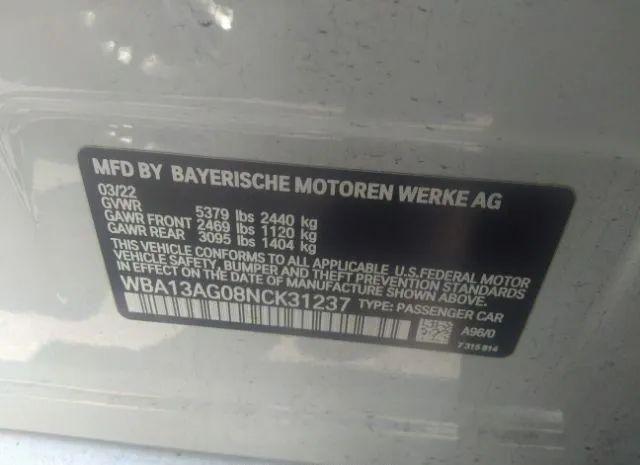 MFD BY BAYERISCHE MOTOREN WERKE AG
03/22
GVWR 5379 lbs 2440 kg
GAWR FRONT 2469 lbs 1120 kg
GAWR REAR 3095 lbs 1404 kg
THIS VEHICLE CONFORMS TO ALL APPLICABLE U.S. FEDERAL MOTOR
VEHICLE SAFETY, BUMPER AND THEFT PREVENTION STANDARDS
IN EFFECT ON THE DATE OF MANUFACTURE SHOWN ABOVE.
WBA13AG08NCK31237 TYPE: PASSENGER CAR
A96/0
7 315 814